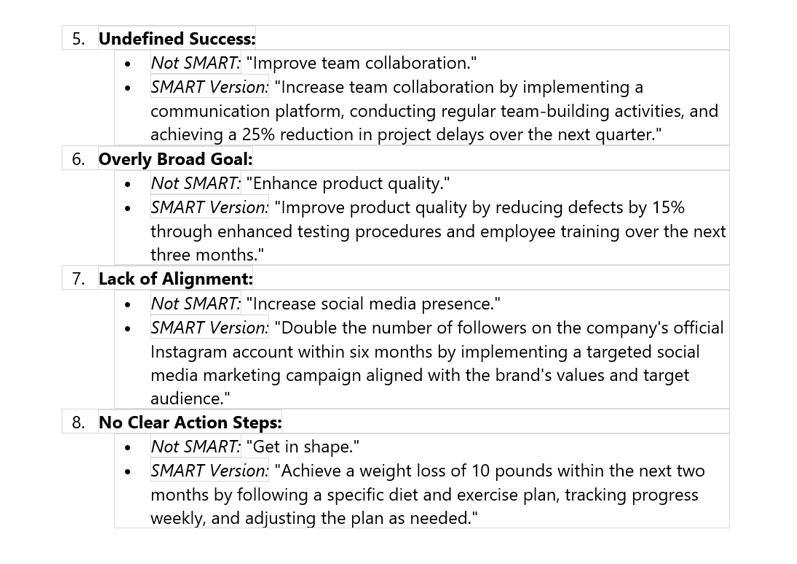 5. Undefined Success:
• Not SMART: "Improve team collaboration."
• SMART Version: "Increase team collaboration by implementing a
communication platform, conducting regular team-building activities, and
achieving a 25% reduction in project delays over the next quarter."
6. Overly Broad Goal:
• Not SMART: "Enhance product quality."
• SMART Version: "Improve product quality by reducing defects by 15%
through enhanced testing procedures and employee training over the next
three months."
7. Lack of Alignment:
• Not SMART: "Increase social media presence."
• SMART Version: "Double the number of followers on the company's official
Instagram account within six months by implementing a targeted social
media marketing campaign aligned with the brand's values and target
audience."
8. No Clear Action Steps:
• Not SMART: "Get in shape."
• SMART Version: "Achieve a weight loss of 10 pounds within the next two
months by following a specific diet and exercise plan, tracking progress
weekly, and adjusting the plan as needed."